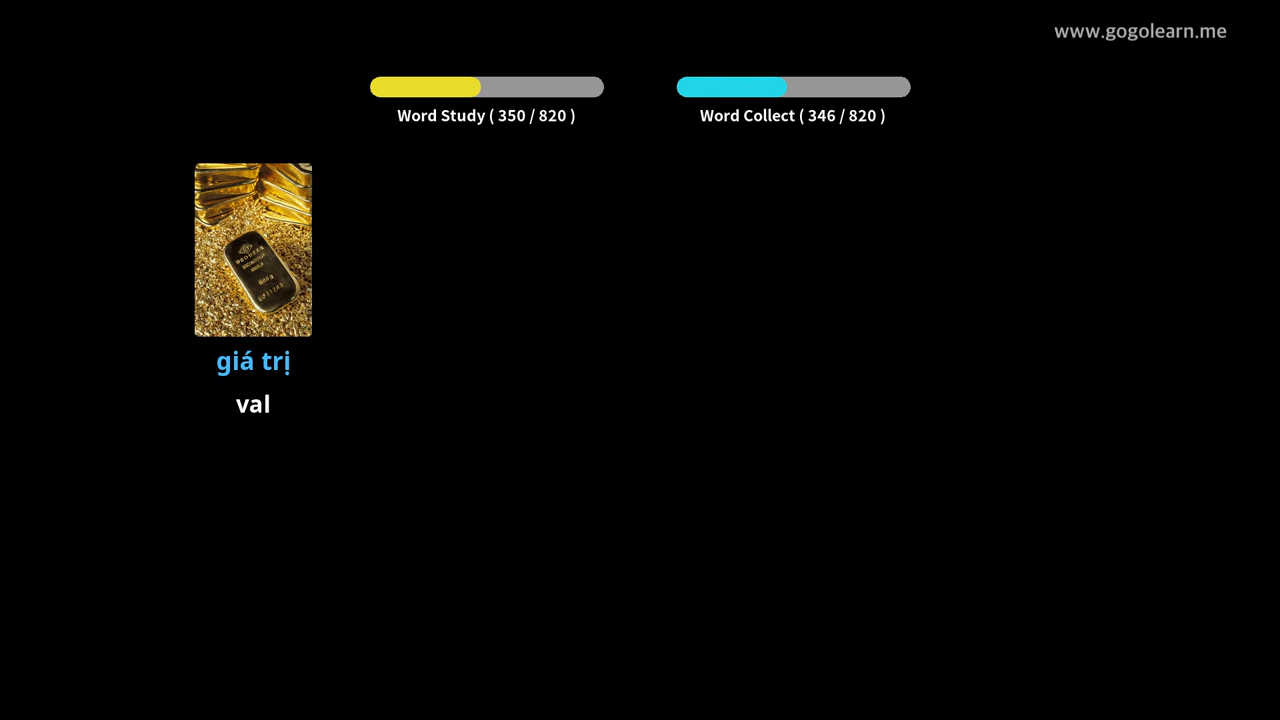 www.gogolearn.me
Word Study ( 350 / 820 )
Word Collect ( 346 / 820 )
giá trị
val